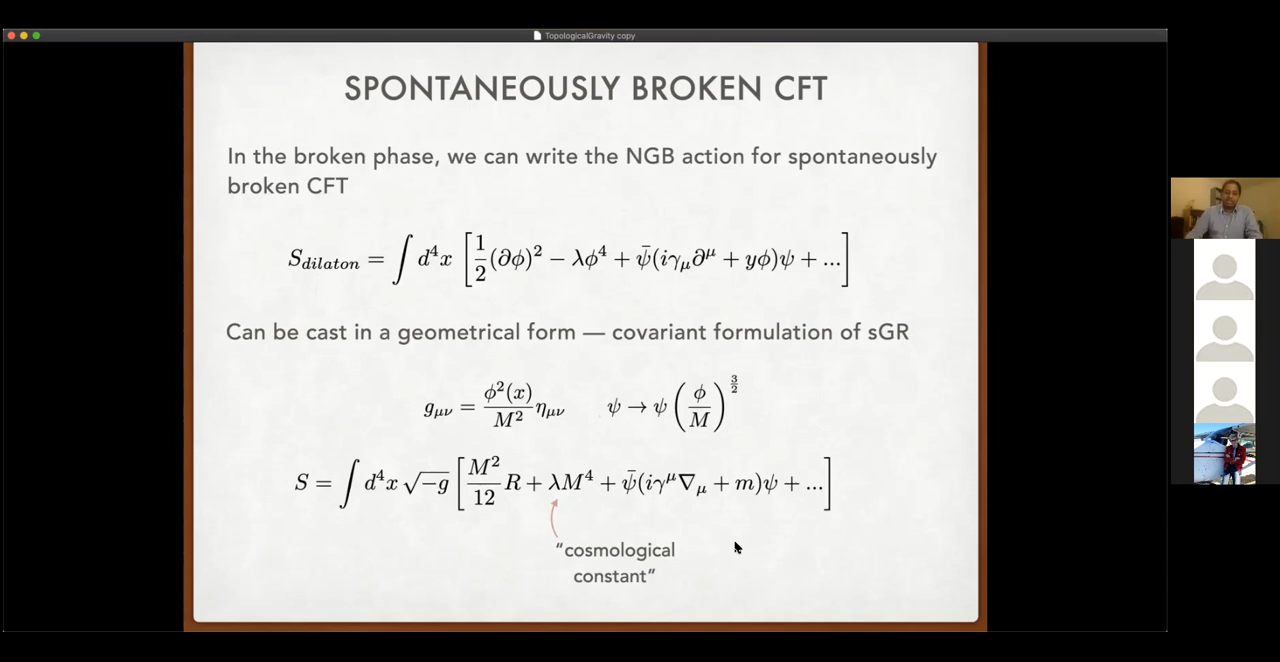 TopologicalGravity copy
SPONTANEOUSLY BROKEN CFT
In the broken phase, we can write the NGB action for spontaneously
broken CFT
$S_{dilaton} = \int d^4x \left[ \frac{1}{2}(\partial\phi)^2 - \lambda\phi^4 + \bar{\psi}(i\gamma_\mu\partial^\mu + y\phi)\psi + ... \right]$
Can be cast in a geometrical form — covariant formulation of sGR
$g_{\mu\nu} = \frac{\phi^2(x)}{M^2}\eta_{\mu\nu} \quad \psi \to \psi \left( \frac{\phi}{M} \right)^{\frac{3}{2}}$
$S = \int d^4x \sqrt{-g} \left[ \frac{M^2}{12}R + \lambda M^4 + \bar{\psi}(i\gamma^\mu\nabla_\mu + m)\psi + ... \right]$
"cosmological
constant"